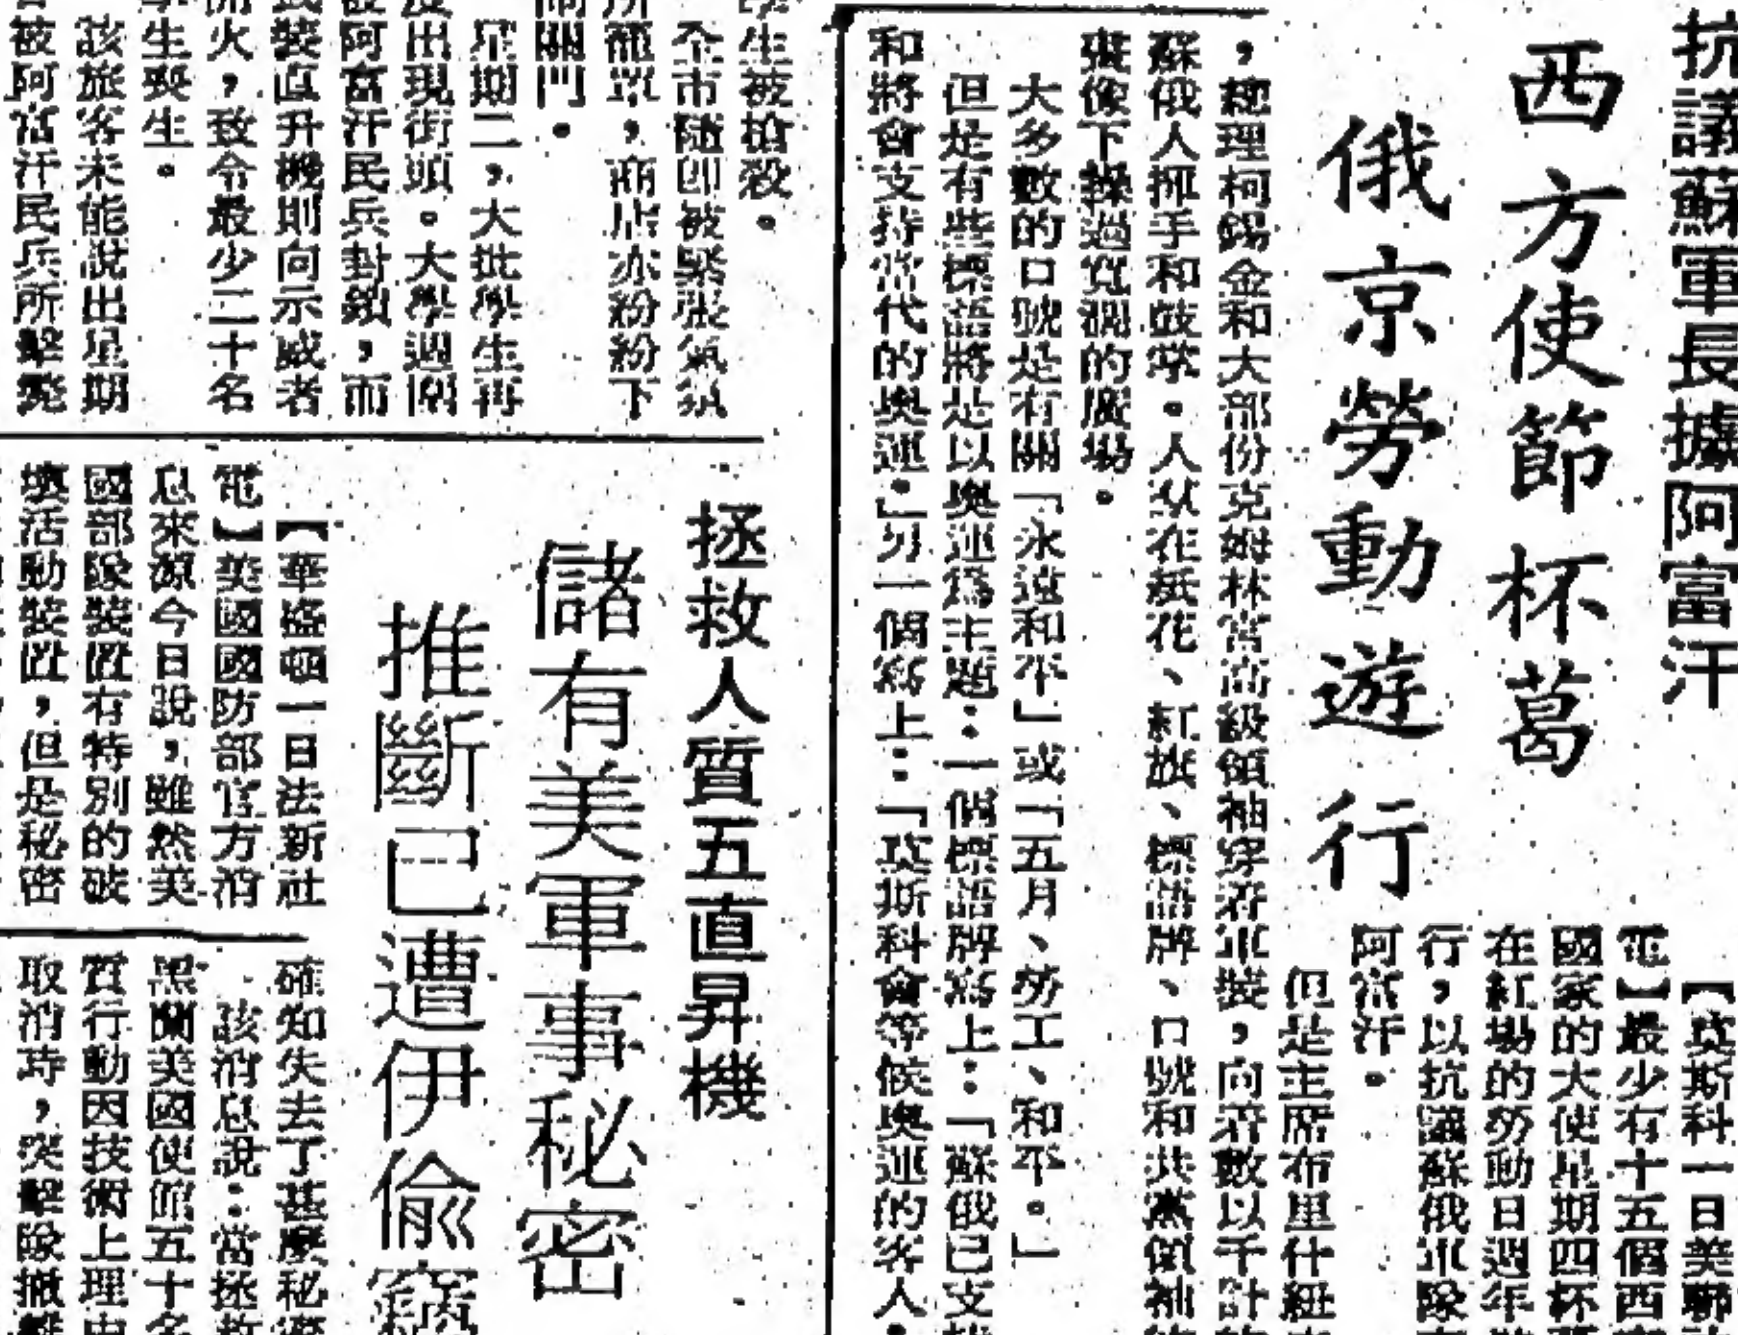 抗議蘇軍長據阿富汗
西方使節杯葛
俄京勞動遊行
【莫斯科一日美聯
電】最少有十五個西
國家的大使星期四杯葛
在紅場的勞動日週年
行,以抗議蘇俄軍隊
阿富汗。
但是主席布里什紐
,總理柯錫金和大部份克姆林宮高級領袖穿着軍裝,向着數以千計的
蘇俄人揮手和鼓掌。人羣在紙花、紅旗、標語牌、口號和共黨領袖的
畫像下操過寬濶的廣場。
大多數的口號是有關「永遠和平」或「五月、勞工、和平。」
但是有些標語將是以奧運爲主題:一個標語牌寫上:「蘇俄已支持
和將會支持當代的奧運。」另一個寫上:「莫斯科會等候奧運的客人。
學生被槍殺。
全市隨即被緊張氣氛
所籠罩,商店亦紛紛下
閘關門。
星期二,大批學生再
度出現街頭。大學週圍
被阿富汗民兵封鎖,而
武裝直升機則向示威者
開火,致令最少二十名
學生喪生。
該旅客未能說出星期
被阿富汗民兵所擊斃
拯救人質五直昇機
儲有美軍事秘密
推斷已遭伊偷竊
【華盛頓一日法新社
電】美國國防部官方消
息來源今日說,雖然美
國部隊裝置有特別的破
壞活動裝置,但是秘密
確知失去了甚麼秘密
該消息說:當拯救
黑蘭美國使館五十名
質行動因技術上理由
取消時,突擊隊撤離